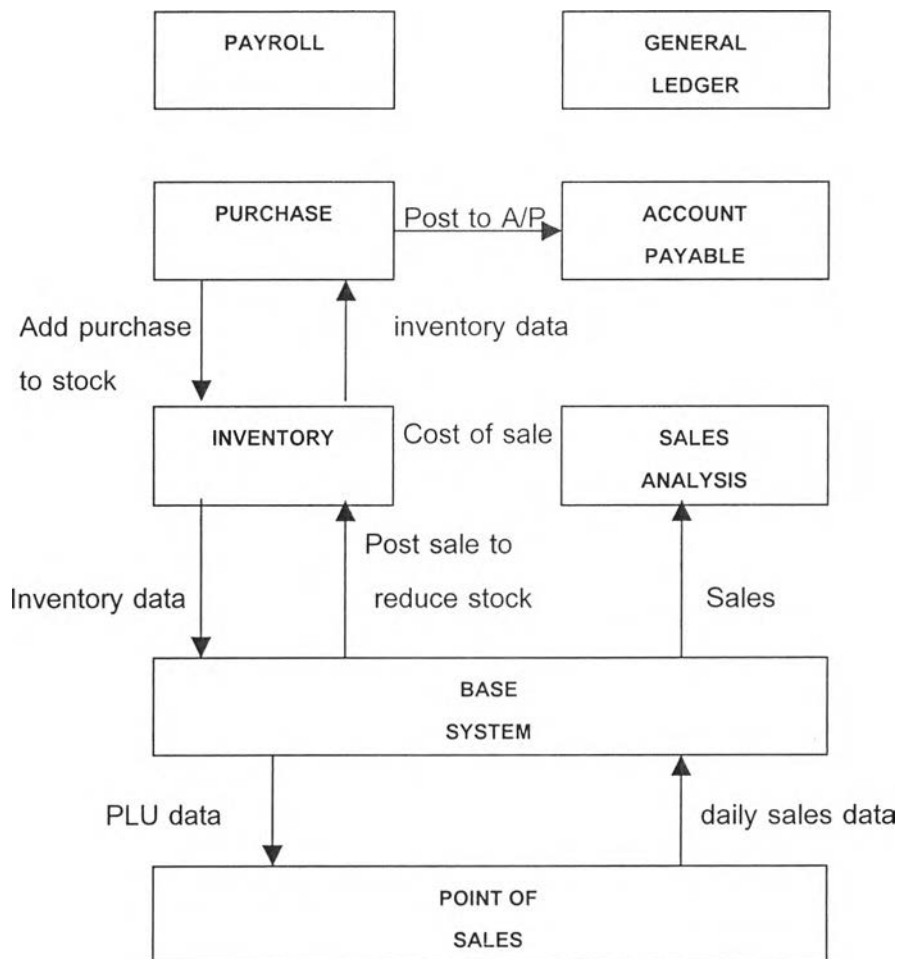 PAYROLL
GENERAL
LEDGER
PURCHASE
Post to A/P
ACCOUNT
PAYABLE
Add purchase
to stock
inventory data
INVENTORY
Cost of sale
SALES
ANALYSIS
Inventory data
Post sale to
reduce stock
Sales
BASE
SYSTEM
PLU data
daily sales data
POINT OF
SALES